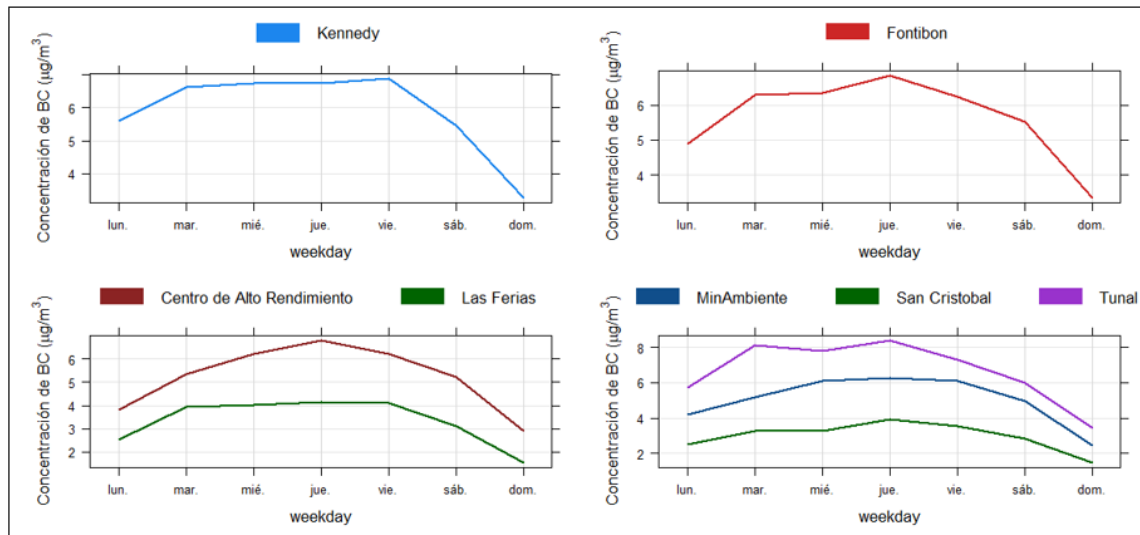 Kennedy
Concentración de BC (µg/m³)
6
5
4
lun. mar. mié. jue. vie. sáb. dom.
weekday
Fontibon
Concentración de BC (µg/m³)
6
5
4
lun. mar. mié. jue. vie. sáb. dom.
weekday
Centro de Alto Rendimiento Las Ferias
Concentración de BC (µg/m³)
6
5
4
3
2
lun. mar. mié. jue. vie. sáb. dom.
weekday
MinAmbiente San Cristobal Tunal
Concentración de BC (µg/m³)
8
6
4
2
lun. mar. mié. jue. vie. sáb. dom.
weekday